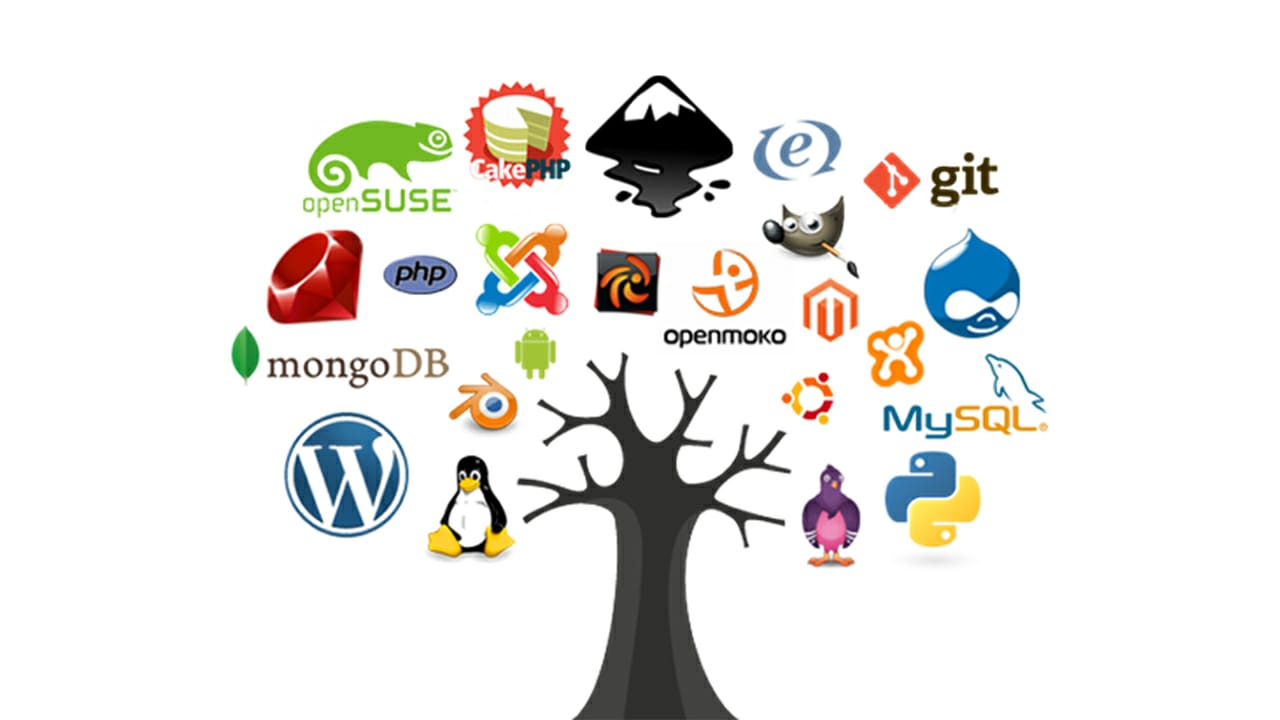 CakePHP
openSUSE
e
git
php
openmoko
mongoDB
MySQL®
W